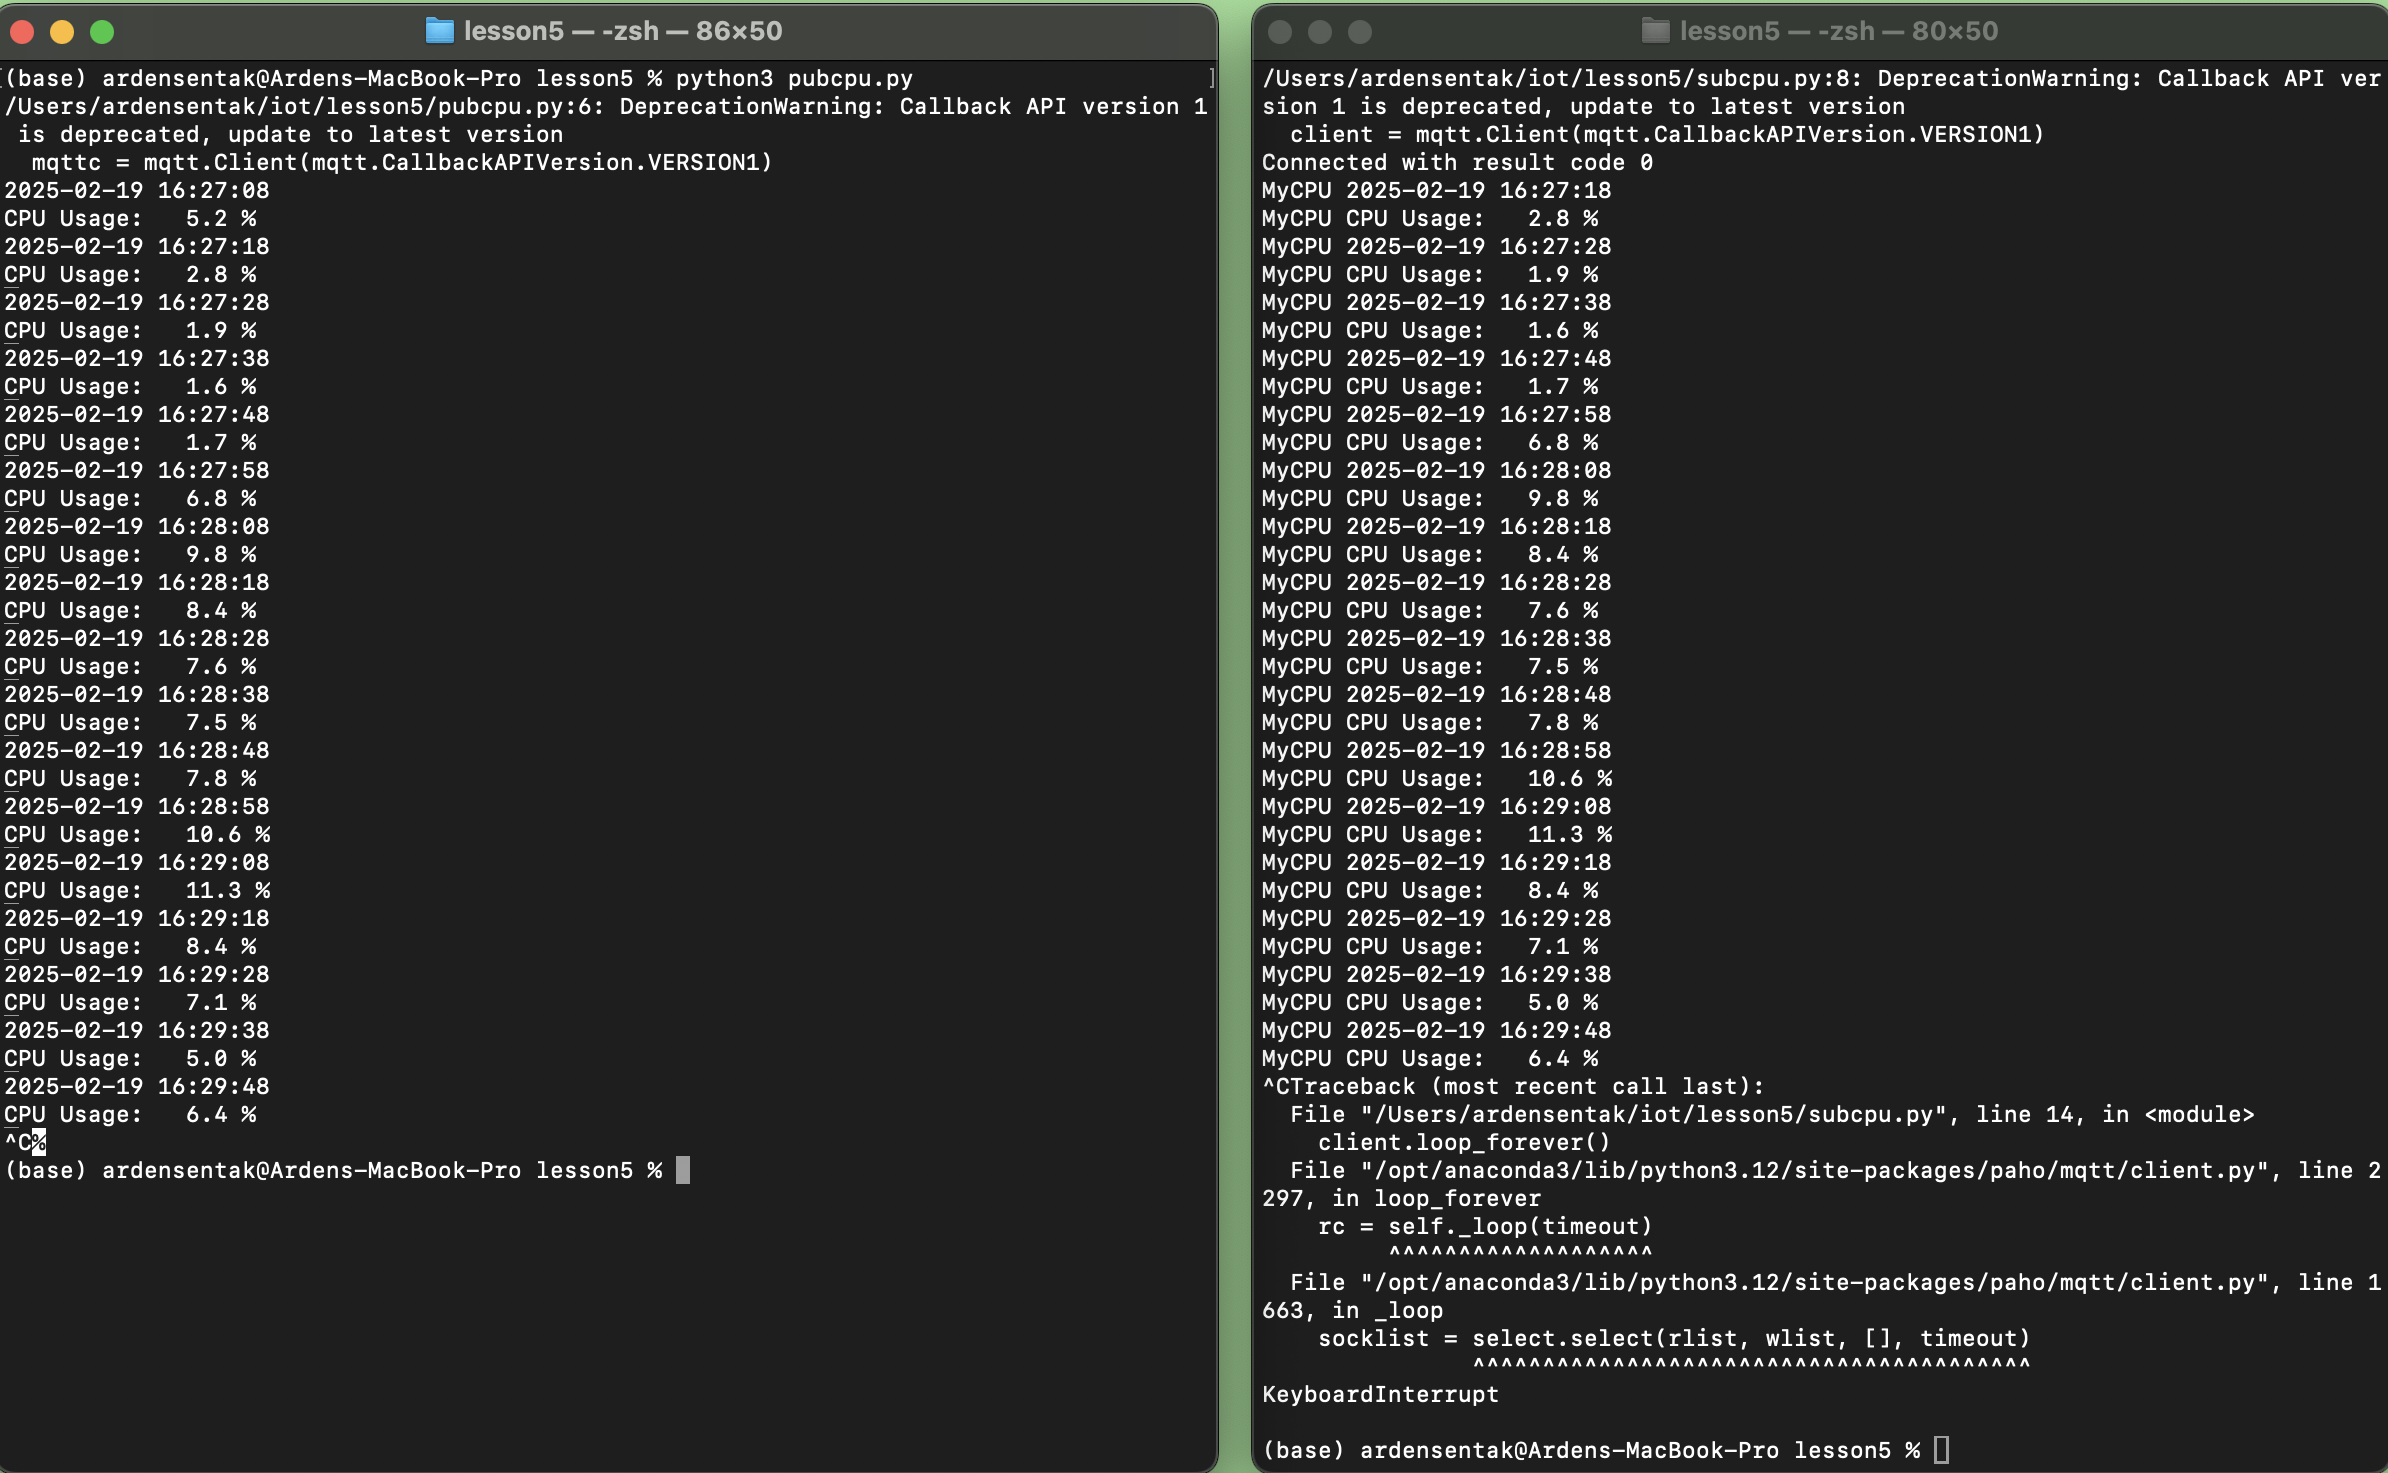 lesson5 — -zsh — 86×50
(base) ardensentak@Ardens-MacBook-Pro lesson5 % python3 pubcpu.py
/Users/ardensentak/iot/lesson5/pubcpu.py:6: DeprecationWarning: Callback API version 1
 is deprecated, update to latest version
  mqttc = mqtt.Client(mqtt.CallbackAPIVersion.VERSION1)
2025-02-19 16:27:08
CPU Usage:   5.2 %
2025-02-19 16:27:18
CPU Usage:   2.8 %
2025-02-19 16:27:28
CPU Usage:   1.9 %
2025-02-19 16:27:38
CPU Usage:   1.6 %
2025-02-19 16:27:48
CPU Usage:   1.7 %
2025-02-19 16:27:58
CPU Usage:   6.8 %
2025-02-19 16:28:08
CPU Usage:   9.8 %
2025-02-19 16:28:18
CPU Usage:   8.4 %
2025-02-19 16:28:28
CPU Usage:   7.6 %
2025-02-19 16:28:38
CPU Usage:   7.5 %
2025-02-19 16:28:48
CPU Usage:   7.8 %
2025-02-19 16:28:58
CPU Usage:   10.6 %
2025-02-19 16:29:08
CPU Usage:   11.3 %
2025-02-19 16:29:18
CPU Usage:   8.4 %
2025-02-19 16:29:28
CPU Usage:   7.1 %
2025-02-19 16:29:38
CPU Usage:   5.0 %
2025-02-19 16:29:48
CPU Usage:   6.4 %
^C%
(base) ardensentak@Ardens-MacBook-Pro lesson5 %
lesson5 — -zsh — 80×50
/Users/ardensentak/iot/lesson5/subcpu.py:8: DeprecationWarning: Callback API ver
sion 1 is deprecated, update to latest version
  client = mqtt.Client(mqtt.CallbackAPIVersion.VERSION1)
Connected with result code 0
MyCPU 2025-02-19 16:27:18
MyCPU CPU Usage:   2.8 %
MyCPU 2025-02-19 16:27:28
MyCPU CPU Usage:   1.9 %
MyCPU 2025-02-19 16:27:38
MyCPU CPU Usage:   1.6 %
MyCPU 2025-02-19 16:27:48
MyCPU CPU Usage:   1.7 %
MyCPU 2025-02-19 16:27:58
MyCPU CPU Usage:   6.8 %
MyCPU 2025-02-19 16:28:08
MyCPU CPU Usage:   9.8 %
MyCPU 2025-02-19 16:28:18
MyCPU CPU Usage:   8.4 %
MyCPU 2025-02-19 16:28:28
MyCPU CPU Usage:   7.6 %
MyCPU 2025-02-19 16:28:38
MyCPU CPU Usage:   7.5 %
MyCPU 2025-02-19 16:28:48
MyCPU CPU Usage:   7.8 %
MyCPU 2025-02-19 16:28:58
MyCPU CPU Usage:   10.6 %
MyCPU 2025-02-19 16:29:08
MyCPU CPU Usage:   11.3 %
MyCPU 2025-02-19 16:29:18
MyCPU CPU Usage:   8.4 %
MyCPU 2025-02-19 16:29:28
MyCPU CPU Usage:   7.1 %
MyCPU 2025-02-19 16:29:38
MyCPU CPU Usage:   5.0 %
MyCPU 2025-02-19 16:29:48
MyCPU CPU Usage:   6.4 %
^CTraceback (most recent call last):
  File "/Users/ardensentak/iot/lesson5/subcpu.py", line 14, in <module>
    client.loop_forever()
  File "/opt/anaconda3/lib/python3.12/site-packages/paho/mqtt/client.py", line 2
297, in loop_forever
    rc = self._loop(timeout)
         ^^^^^^^^^^^^^^^^^^^
  File "/opt/anaconda3/lib/python3.12/site-packages/paho/mqtt/client.py", line 1
663, in _loop
    socklist = select.select(rlist, wlist, [], timeout)
               ^^^^^^^^^^^^^^^^^^^^^^^^^^^^^^^^^^^^^^^^
KeyboardInterrupt
(base) ardensentak@Ardens-MacBook-Pro lesson5 %